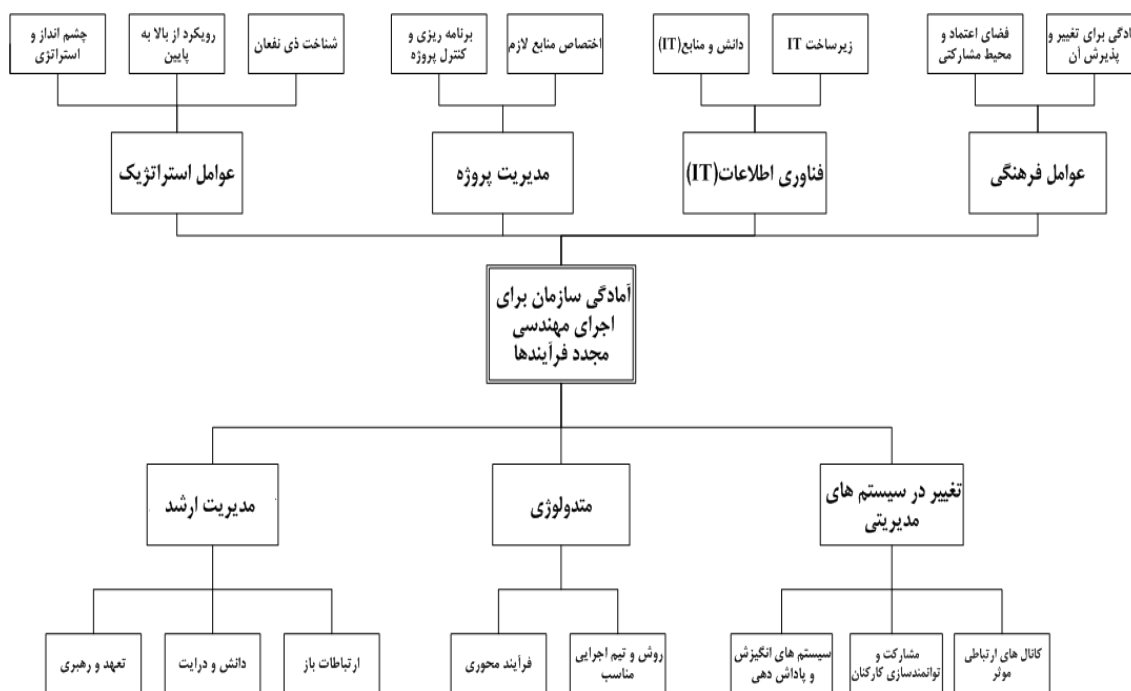 آمادگی برای تغییر و
پذیرش آن
فضای اعتماد و
محیط مشارکتی
زیرساخت IT
دانش و منابع(IT)
اختصاص منابع لازم
برنامه ریزی و
کنترل پروژه
شناخت ذی نفعان
رویکرد از بالا به
پایین
چشم انداز و
استراتژی
عوامل فرهنگی
فناوری اطلاعات(IT)
مدیریت پروژه
عوامل استراتژیک
آمادگی سازمان برای
اجرای مهندسی
مجدد فرآیندها
تغییر در سیستم های
مدیریتی
متدولوژی
مدیریت ارشد
کانال های ارتباطی
موثر
مشارکت و
توانمندسازی کارکنان
سیستم های انگیزش
و پاداش دهی
روش و تیم اجرایی
مناسب
فرآیند محوری
ارتباطات باز
دانش و درایت
تعهد و رهبری